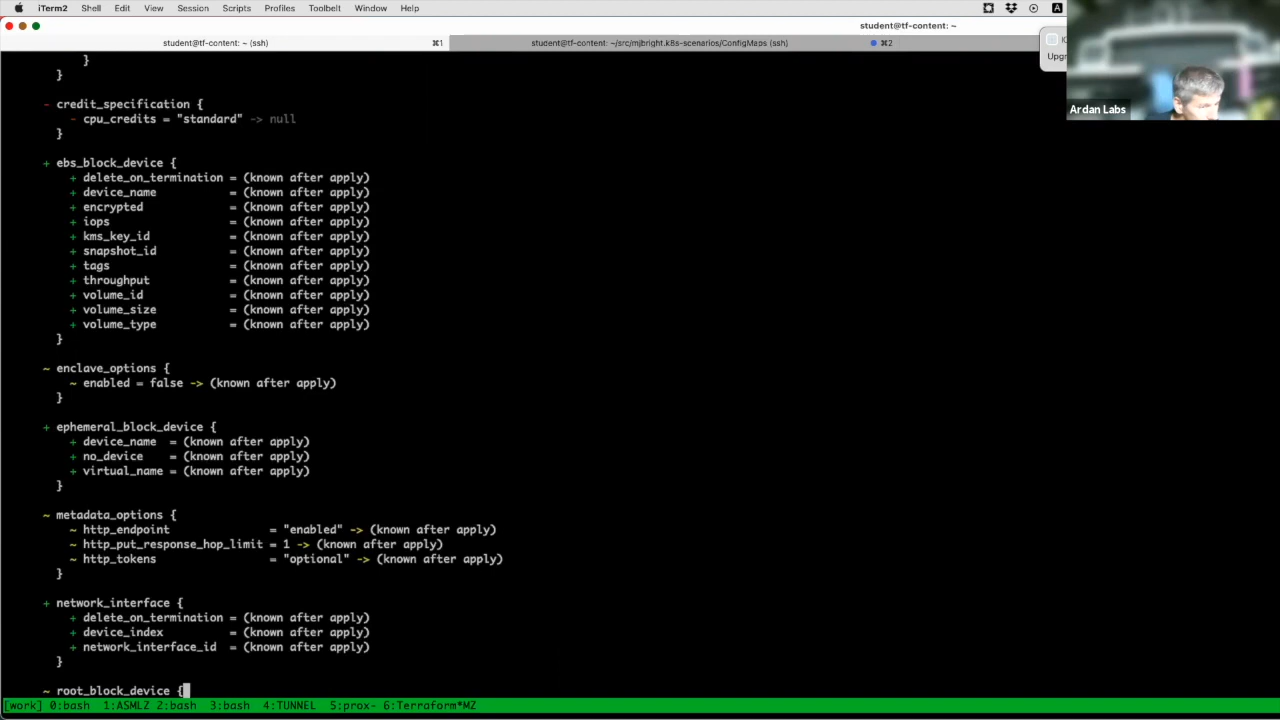 iTerm2 Shell Edit View Session Scripts Profiles Toolbelt Window Help
student@tf-content: ~
student@tf-content: ~ (ssh) ⌘1 student@tf-content: ~/src/mjbright.k8s-scenarios/ConfigMaps (ssh) ⌘2
Upgr
Ardan Labs
}
}
- credit_specification {
- cpu_credits = "standard" -> null
}
+ ebs_block_device {
+ delete_on_termination = (known after apply)
+ device_name = (known after apply)
+ encrypted = (known after apply)
+ iops = (known after apply)
+ kms_key_id = (known after apply)
+ snapshot_id = (known after apply)
+ tags = (known after apply)
+ throughput = (known after apply)
+ volume_id = (known after apply)
+ volume_size = (known after apply)
+ volume_type = (known after apply)
}
~ enclave_options {
~ enabled = false -> (known after apply)
}
+ ephemeral_block_device {
+ device_name = (known after apply)
+ no_device = (known after apply)
+ virtual_name = (known after apply)
}
~ metadata_options {
~ http_endpoint = "enabled" -> (known after apply)
~ http_put_response_hop_limit = 1 -> (known after apply)
~ http_tokens = "optional" -> (known after apply)
}
+ network_interface {
+ delete_on_termination = (known after apply)
+ device_index = (known after apply)
+ network_interface_id = (known after apply)
}
~ root_block_device {
[work] 0:bash 1:ASMLZ 2:bash 3:bash 4:TUNNEL 5:prox- 6:Terraform*MZ